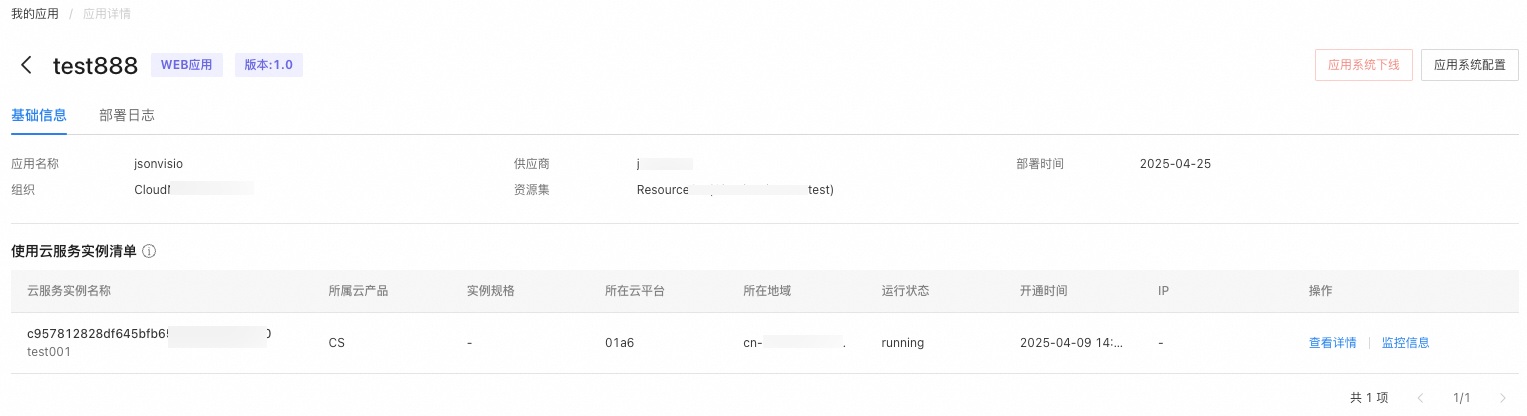 我的应用 / 应用详情
test888 WEB应用 版本:1.0 应用系统下线 应用系统配置
基础信息 部署日志
应用名称 jsonvisio 供应商 j 部署时间 2025-04-25
组织 Cloud 资源集 Resource test)
使用云服务实例清单
云服务实例名称 所属云产品 实例规格 所在云平台 所在地域 运行状态 开通时间 IP 操作
c957812828df645bfb6
test001 CS - 01a6 cn- running 2025-04-09 14:... - 查看详情 监控信息
共 1 项 1/1